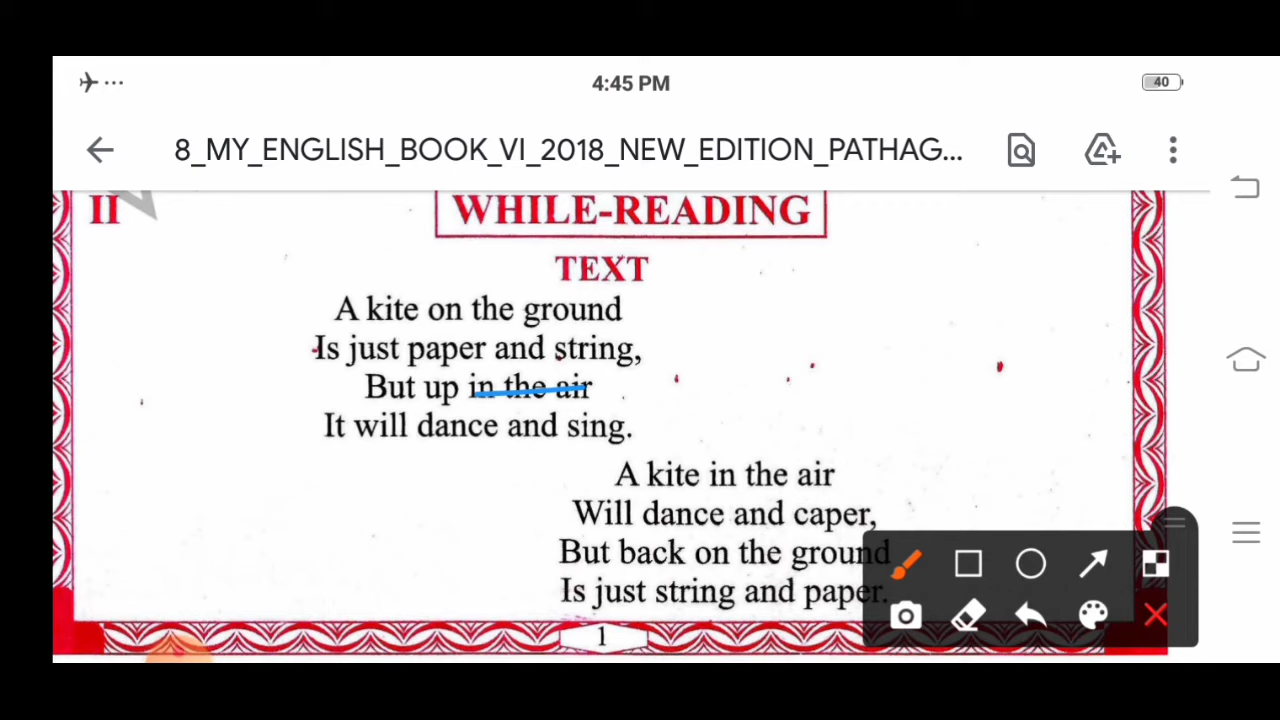 4:45 PM
40
8_MY_ENGLISH_BOOK_VI_2018_NEW_EDITION_PATHAG...
II
WHILE-READING
TEXT
A kite on the ground
Is just paper and string,
But up in the air
It will dance and sing.
A kite in the air
Will dance and caper,
But back on the ground
Is just string and paper.
1